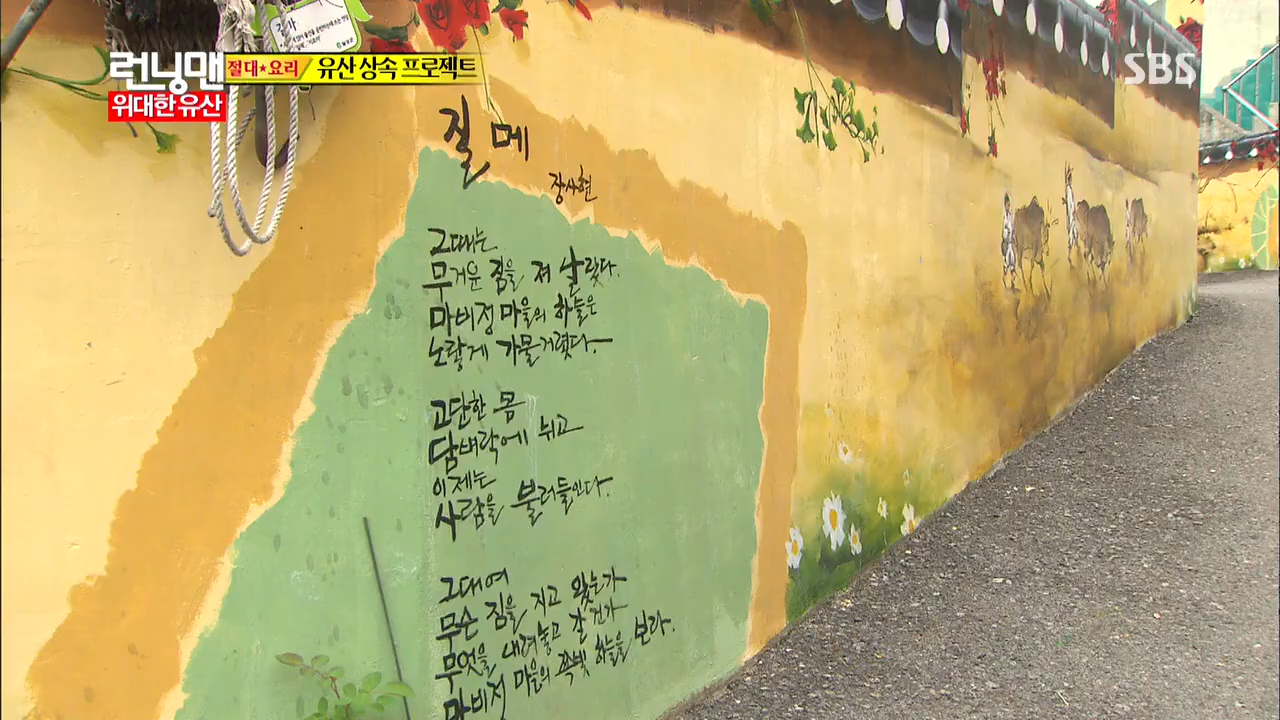 런닝맨
위대한 유산
절대★요리
유산 상속 프로젝트
SBS
질메
장사현
그때는
무거운 짐을 져 날랐다.
마비정 마을의 하늘은
노랗게 가물거렸다.
고단한 몸
담벼락에 뉘고
이제는
사람을 불러들인다.
그대여
무슨 짐을 지고 왔는가
무엇을 내려놓고 갈 건가
마비정 마을의 쪽빛 하늘을 보라.